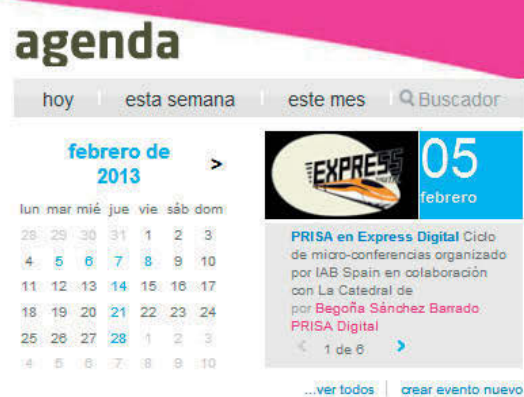 agenda
hoy esta semana este mes Buscador
febrero de
2013 >
lun mar mié jue vie sáb dom
28 29 30 31 1 2 3
4 5 6 7 8 9 10
11 12 13 14 15 16 17
18 19 20 21 22 23 24
25 26 27 28 1 2 3
4 5 6 7 8 9 10
EXPRESS
05
febrero
PRISA en Express Digital Ciclo
de micro-conferencias organizado
por IAB Spain en colaboración
con La Catedral de
por Begoña Sánchez Barrado
PRISA Digital
< 1 de 6 >
...ver todos | crear evento nuevo